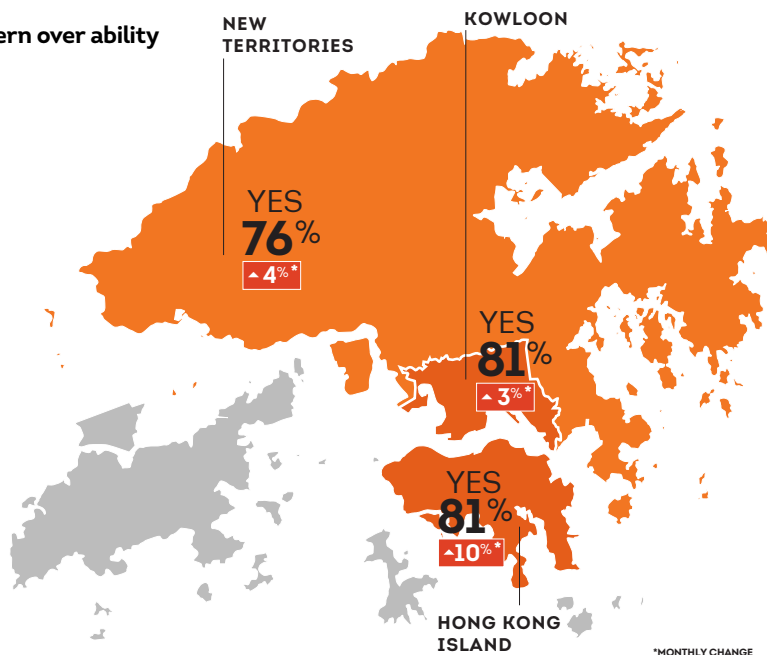 ern over ability
NEW
TERRITORIES
KOWLOON
YES
76%
▲4%*
YES
81%
▲3%*
YES
81%
▲10%*
HONG KONG
ISLAND
*MONTHLY CHANGE